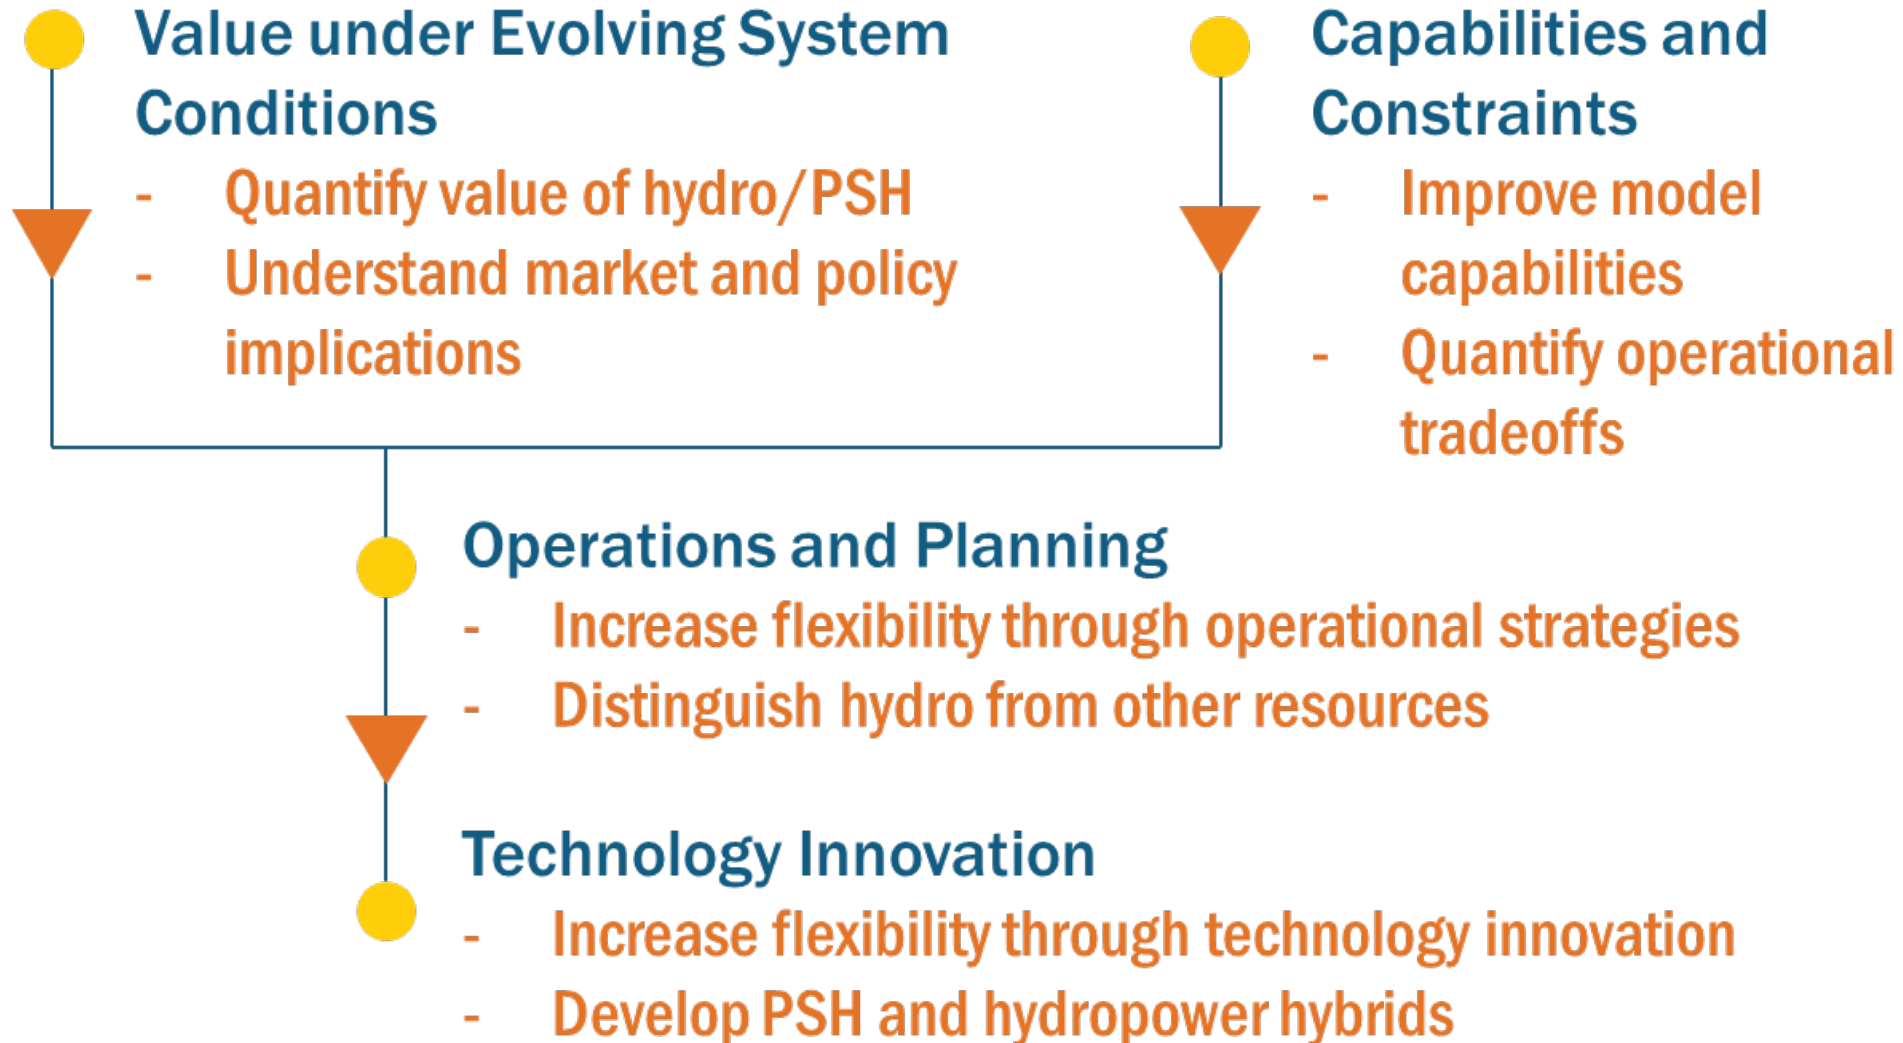 Value under Evolving System
Conditions
- Quantify value of hydro/PSH
- Understand market and policy
implications
Capabilities and
Constraints
- Improve model
capabilities
- Quantify operational
tradeoffs
Operations and Planning
- Increase flexibility through operational strategies
- Distinguish hydro from other resources
Technology Innovation
- Increase flexibility through technology innovation
- Develop PSH and hydropower hybrids